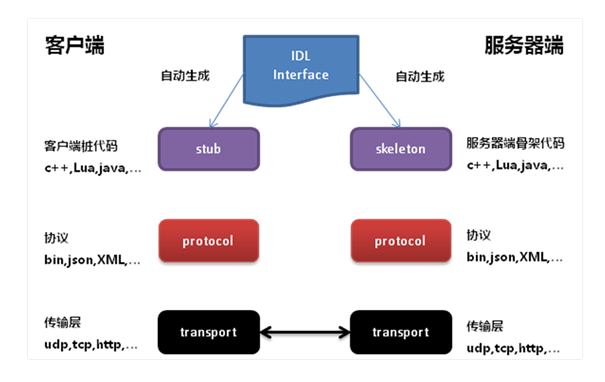 客户端
IDL
Interface
服务器端
自动生成
自动生成
客户端桩代码
c++,Lua,java,...
stub
skeleton
服务器端骨架代码
c++,Lua,java,...
协议
bin,json,XML,...
protocol
protocol
协议
bin,json,XML,...
传输层
udp,tcp,http,...
transport
transport
传输层
udp,tcp,http,...